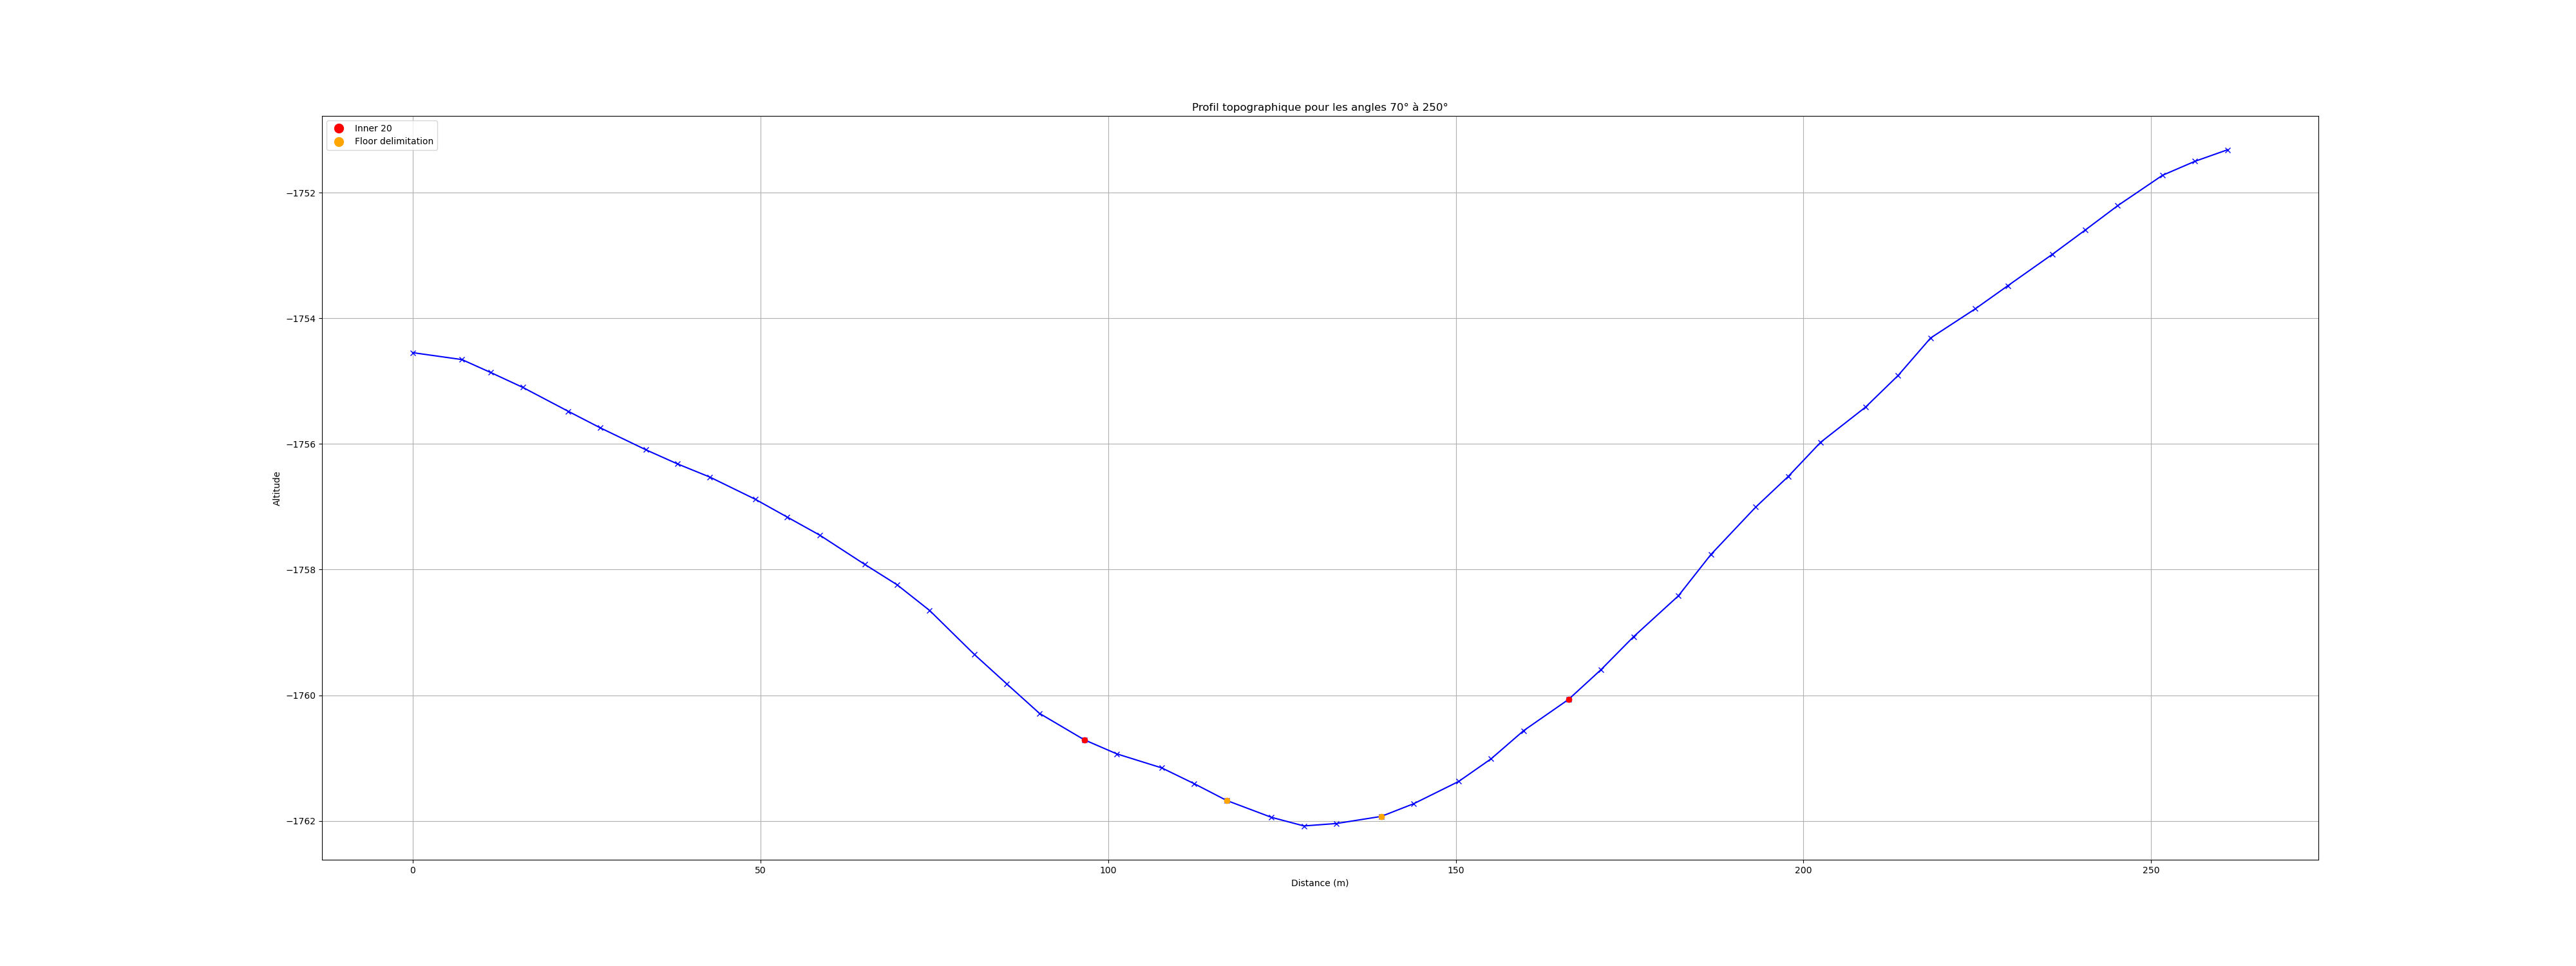 Profil topographique pour les angles 70° à 250°
Inner 20
Floor delimitation
−1752
−1754
−1756
−1758
−1760
−1762
Altitude
0
50
100
150
200
250
Distance (m)